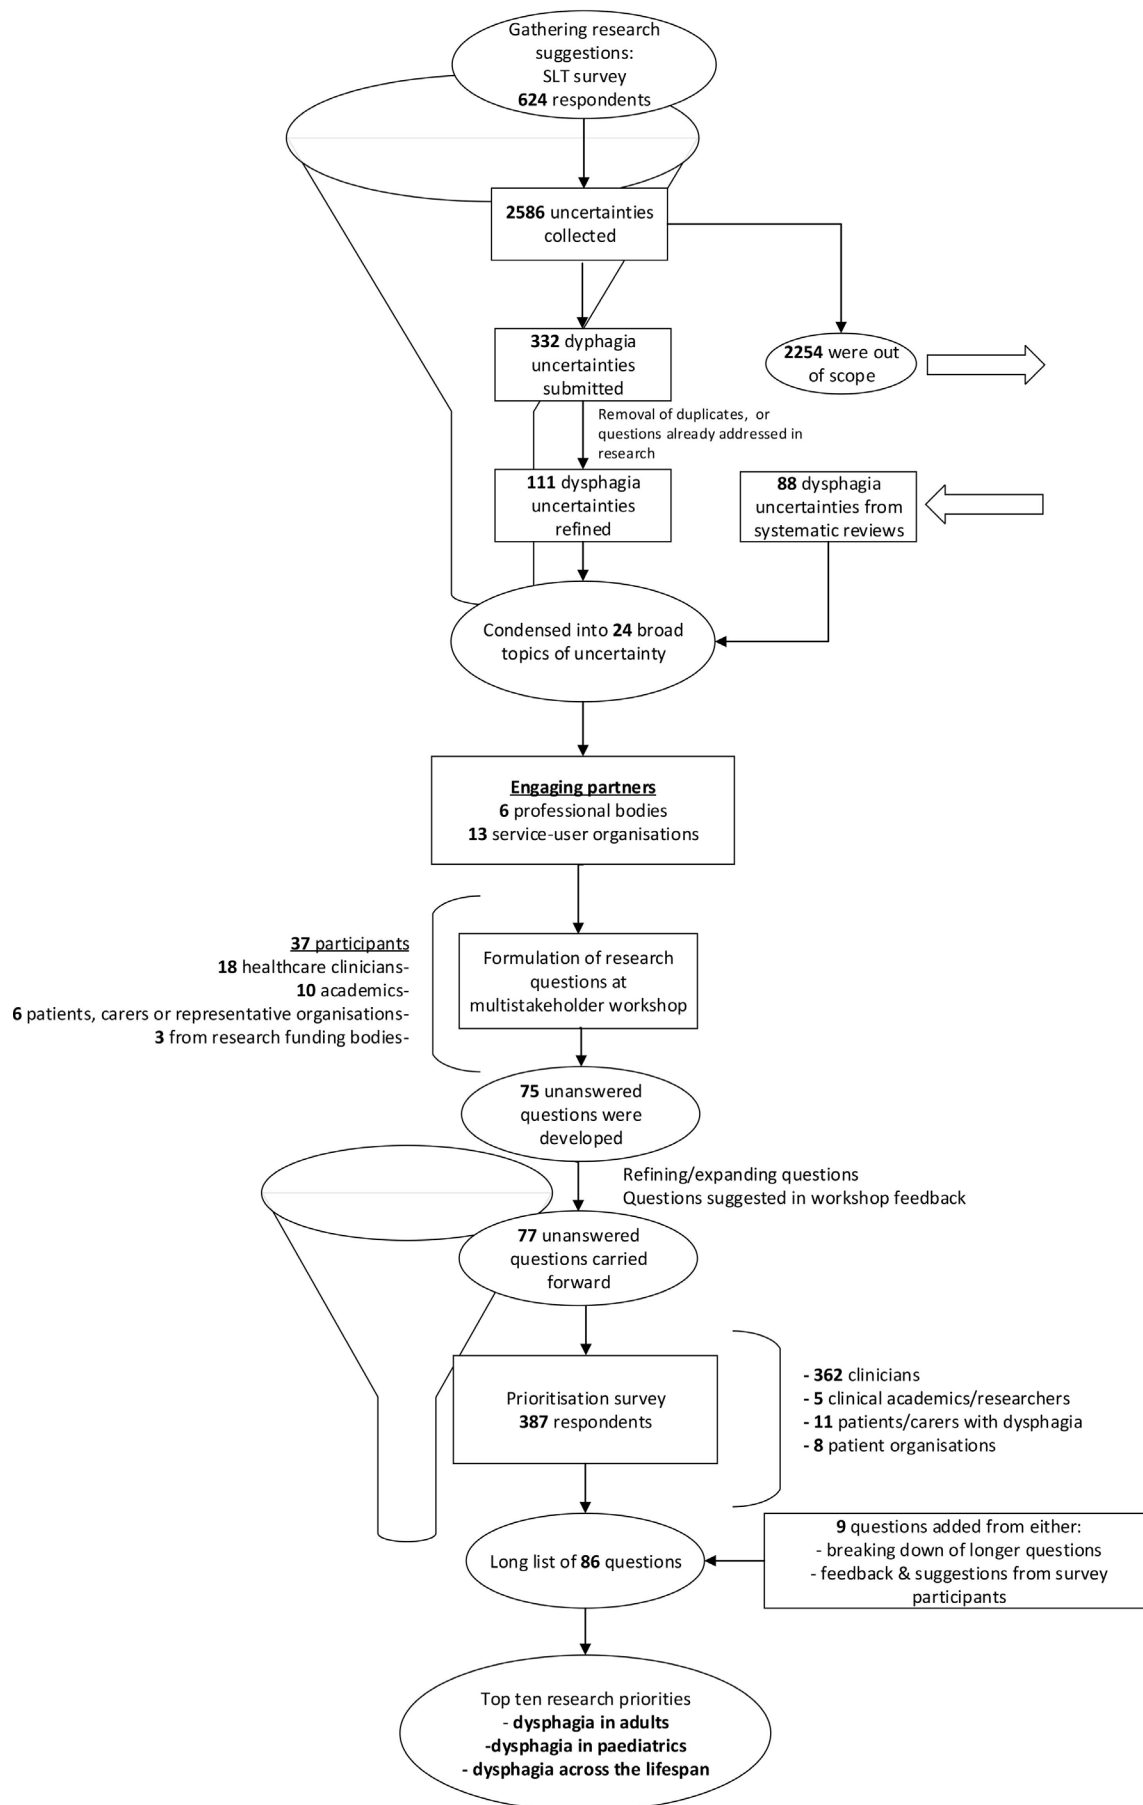 Gathering research
suggestions:
SLT survey
624 respondents
2586 uncertainties
collected
332 dyphagia
uncertainties
submitted
2254 were out
of scope
Removal of duplicates, or
questions already addressed in
research
111 dysphagia
uncertainties
refined
88 dysphagia
uncertainties from
systematic reviews
Condensed into 24 broad
topics of uncertainty
Engaging partners
6 professional bodies
13 service-user organisations
37 participants
18 healthcare clinicians-
10 academics-
6 patients, carers or representative organisations-
3 from research funding bodies-
Formulation of research
questions at
multistakeholder workshop
75 unanswered
questions were
developed
Refining/expanding questions
Questions suggested in workshop feedback
77 unanswered
questions carried
forward
Prioritisation survey
387 respondents
- 362 clinicians
- 5 clinical academics/researchers
- 11 patients/carers with dysphagia
- 8 patient organisations
Long list of 86 questions
9 questions added from either:
- breaking down of longer questions
- feedback & suggestions from survey
participants
Top ten research priorities
- dysphagia in adults
-dysphagia in paediatrics
- dysphagia across the lifespan